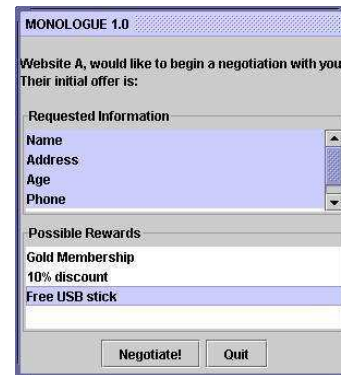 MONOLOGUE 1.0
Website A, would like to begin a negotiation with you
Their initial offer is:
Requested Information
Name
Address
Age
Phone
Possible Rewards
Gold Membership
10% discount
Free USB stick
Negotiate! Quit